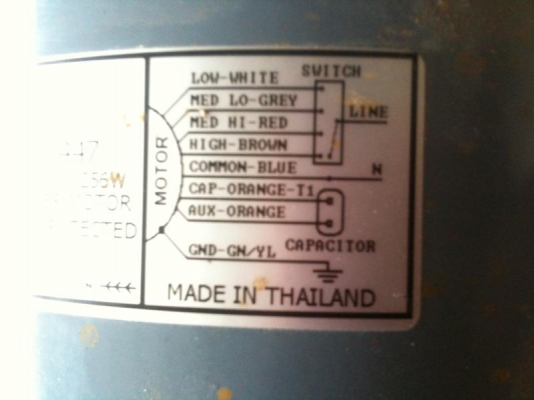 LOW-WHITE SWITCH
MED LO-GREY
LINE
MED HI-RED
HIGH-BROWN
MOTOR
COMMON-BLUE N
CAP-ORANGE-T1
AUX-ORANGE
CAPACITOR
GND-GN/YL
MADE IN THAILAND
447